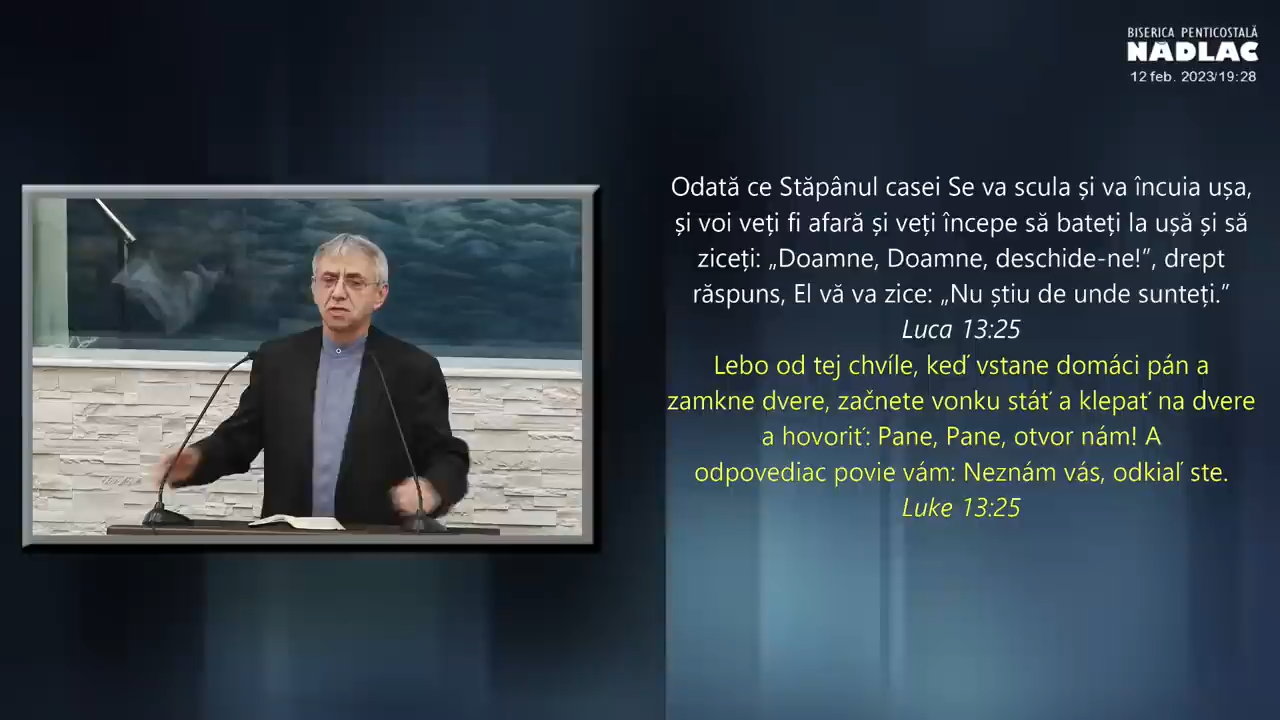 BISERICA PENTICOSTALĂ
NĂDLAC
12 feb. 2023/19:28
Odată ce Stăpânul casei Se va scula și va încuia ușa,
și voi veți fi afară și veți începe să bateți la ușă și să
ziceți: „Doamne, Doamne, deschide-ne!”, drept
răspuns, El vă va zice: „Nu știu de unde sunteți.”
Luca 13:25
Lebo od tej chvíle, keď vstane domáci pán a
zamkne dvere, začnete vonku stáť a klepať na dvere
a hovoriť: Pane, Pane, otvor nám! A
odpovediac povie vám: Neznám vás, odkiaľ ste.
Luke 13:25